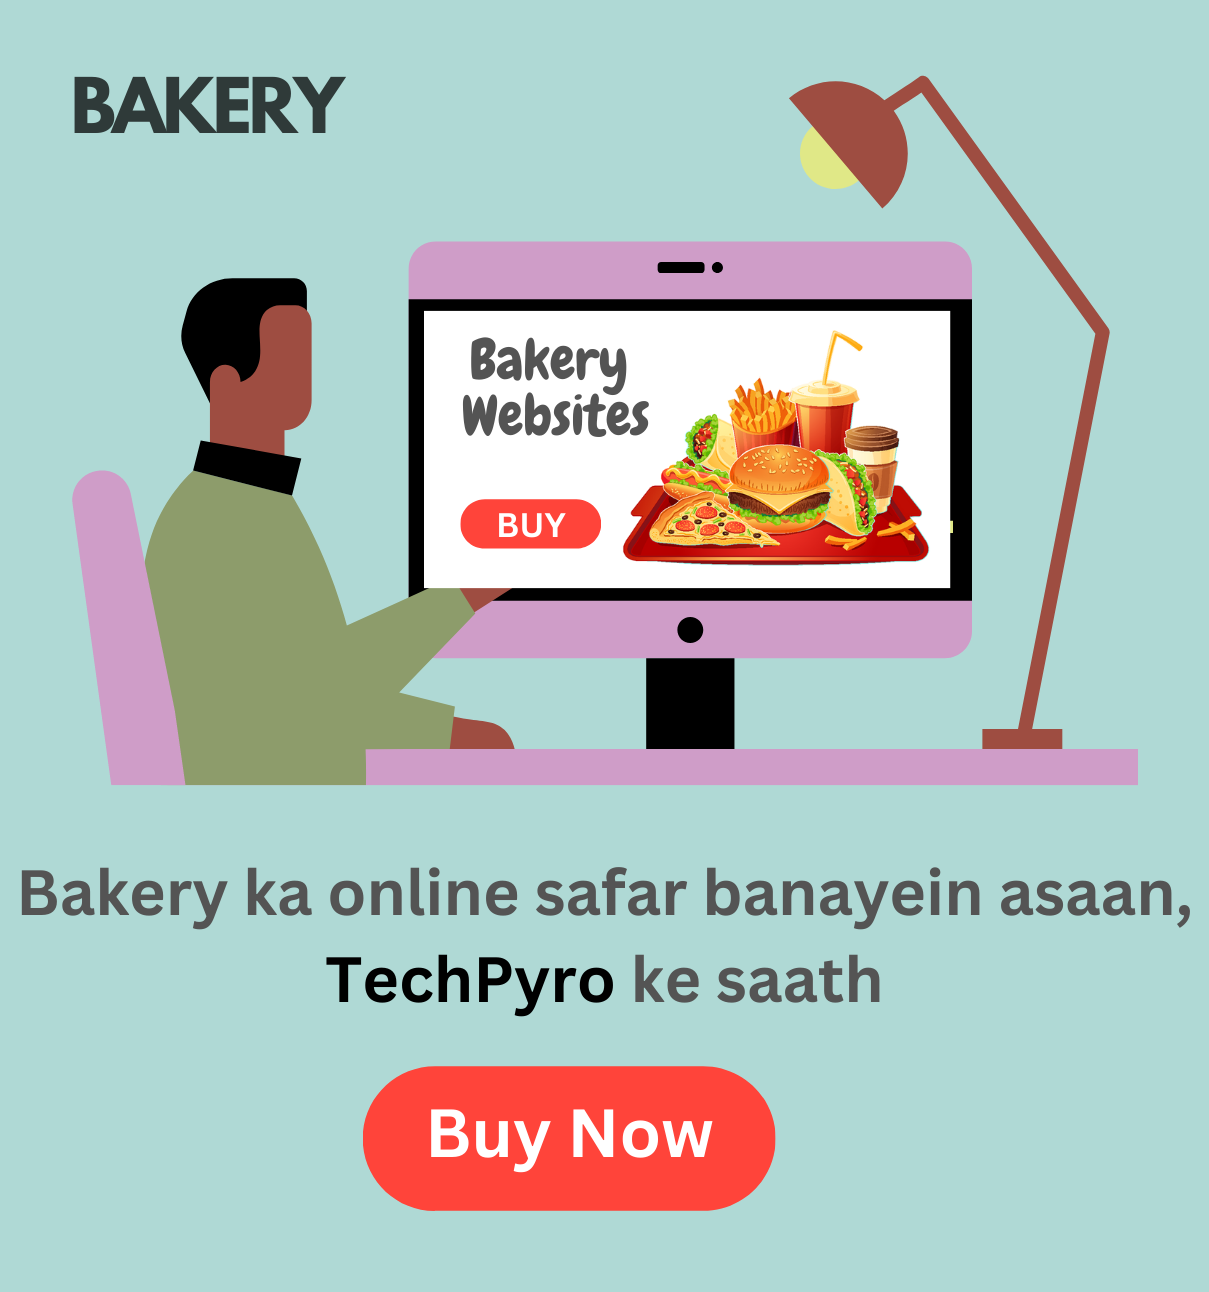 BAKERY
Bakery
Websites
BUY
Bakery ka online safar banayein asaan,
TechPyro ke saath
Buy Now